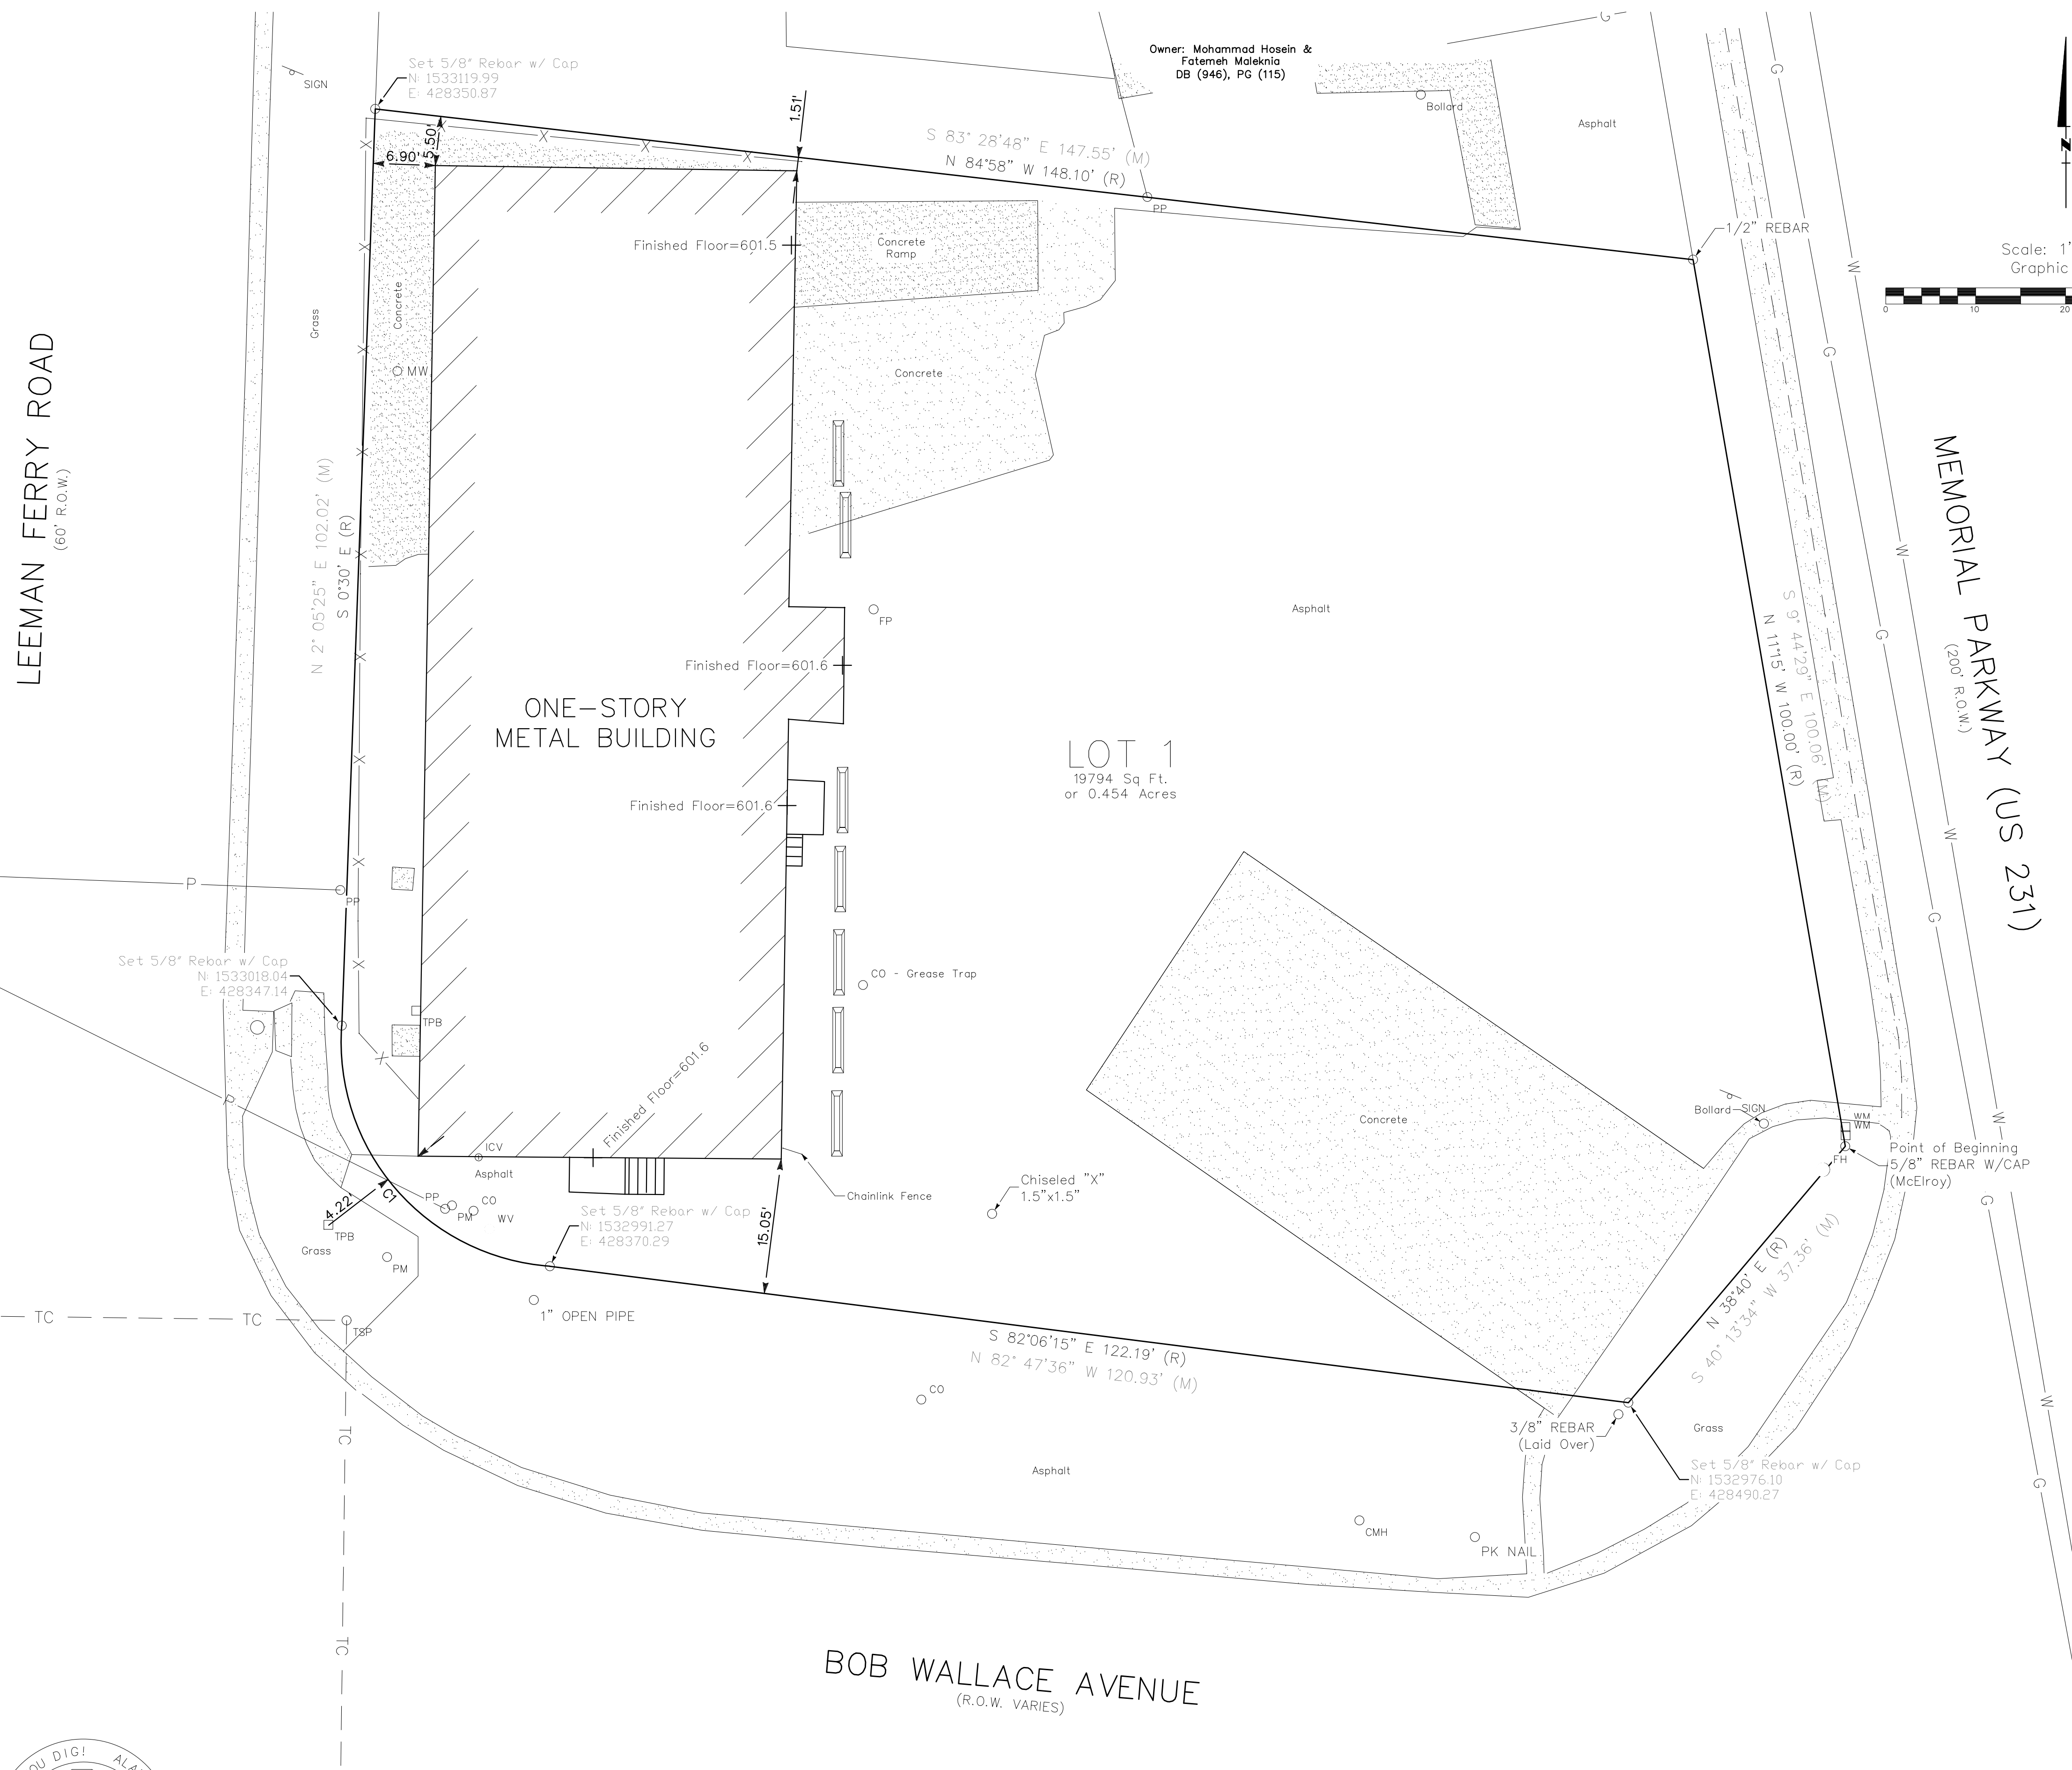 Set 5/8" Rebar w/ Cap
N: 1533119.99
E: 428350.87
SIGN
Owner: Mohammad Hosein &
Fatemeh Maleknia
DB (946), PG (115)
G
Bollard
Asphalt
G
N
1.51'
5.50'
6.90'
X
X
X
X
S 83° 28'48" E 147.55' (M)
N 84°58" W 148.10' (R)
PP
1/2" REBAR
Scale: 1"
Graphic
0
10
20
Finished Floor=601.5
Concrete
Ramp
W
G
Grass
Concrete
MW
Concrete
LEEMAN FERRY ROAD
(60' R.O.W.)
N 2° 05'25" E 102.02' (M)
S 0°30' E (R)
X
X
X
X
X
X
X
X
X
X
FP
Asphalt
W
G
MEMORIAL PARKWAY (US 231)
(200' R.O.W.)
S 9° 44'29" E 100.06' (M)
N 11°15' W 100.00' (R)
Finished Floor=601.6
ONE-STORY
METAL BUILDING
LOT 1
19794 Sq Ft.
or 0.454 Acres
Finished Floor=601.6
W
G
P
PP
Set 5/8" Rebar w/ Cap
N: 1533018.04
E: 428347.14
CO - Grease Trap
TPB
Finished Floor=601.6
P
Concrete
Bollard
SIGN
WM
WM
W
FH
Point of Beginning
5/8" REBAR W/CAP
(McElroy)
G
ICV
Asphalt
Chainlink Fence
Chiseled "X"
1.5"x1.5"
4.22'
C1
PP
PM
CO
WV
TPB
Grass
PM
Set 5/8" Rebar w/ Cap
N: 1532991.27
E: 428370.29
15.05'
1" OPEN PIPE
TC
TC
TSP
N 38°40' E (R)
S 40° 13'34" W 37.36' (M)
S 82°06'15" E 122.19' (R)
N 82° 47'36" W 120.93' (M)
CO
3/8" REBAR
(Laid Over)
Grass
W
Set 5/8" Rebar w/ Cap
N: 1532976.10
E: 428490.27
G
TC
Asphalt
CMH
PK NAIL
TC
BOB WALLACE AVENUE
(R.O.W. VARIES)
OU DIG!
ALA